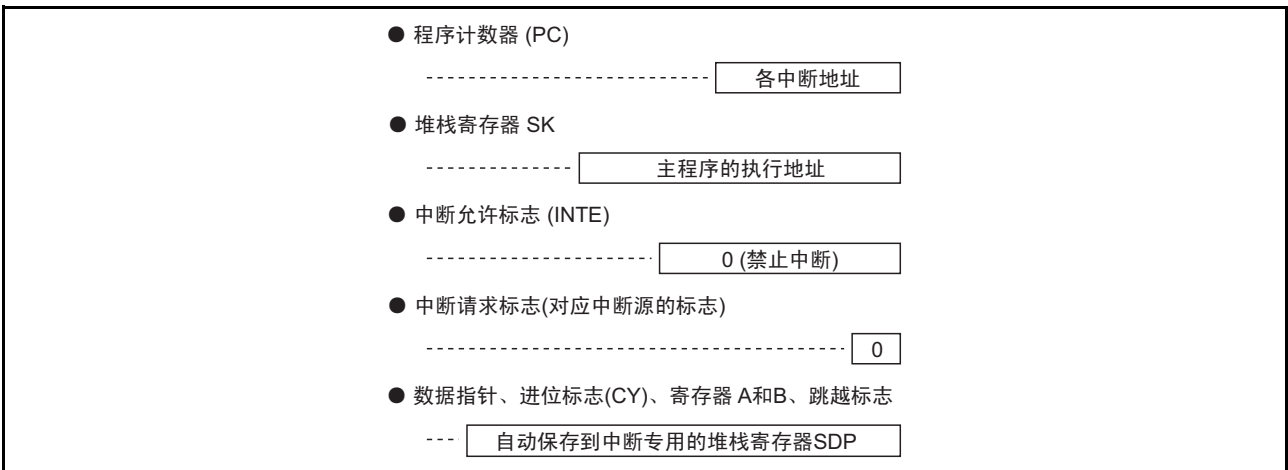 ● 程序计数器 (PC)
各中断地址
● 堆栈寄存器 SK
主程序的执行地址
● 中断允许标志 (INTE)
0 (禁止中断)
● 中断请求标志(对应中断源的标志)
0
● 数据指针、进位标志(CY)、寄存器 A和B、跳越标志
自动保存到中断专用的堆栈寄存器SDP